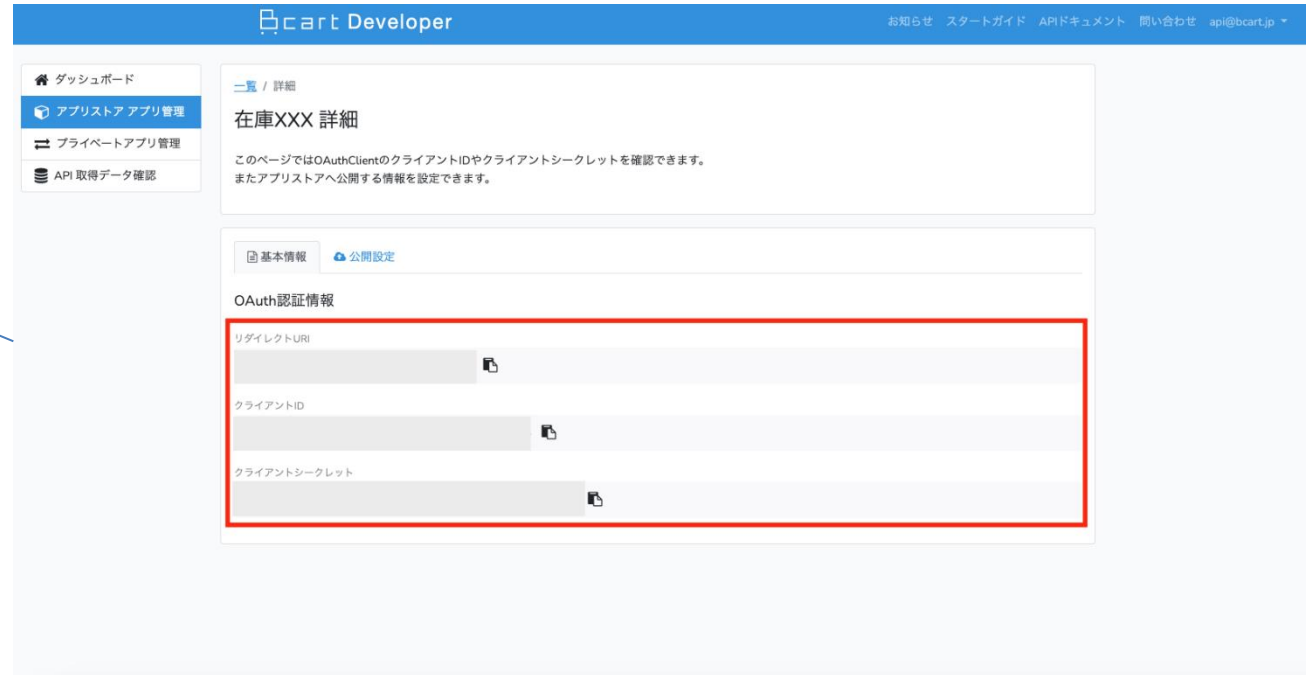 Bcart Developer
お知らせ スタートガイド APIドキュメント 問い合わせ api@bcart.jp
ダッシュボード
アプリストア アプリ管理
プライベートアプリ管理
API 取得データ確認
一覧 / 詳細
在庫XXX 詳細
このページではOAuthClientのクライアントIDやクライアントシークレットを確認できます。
またアプリストアへ公開する情報を設定できます。
基本情報 公開設定
OAuth認証情報
リダイレクトURI
クライアントID
クライアントシークレット